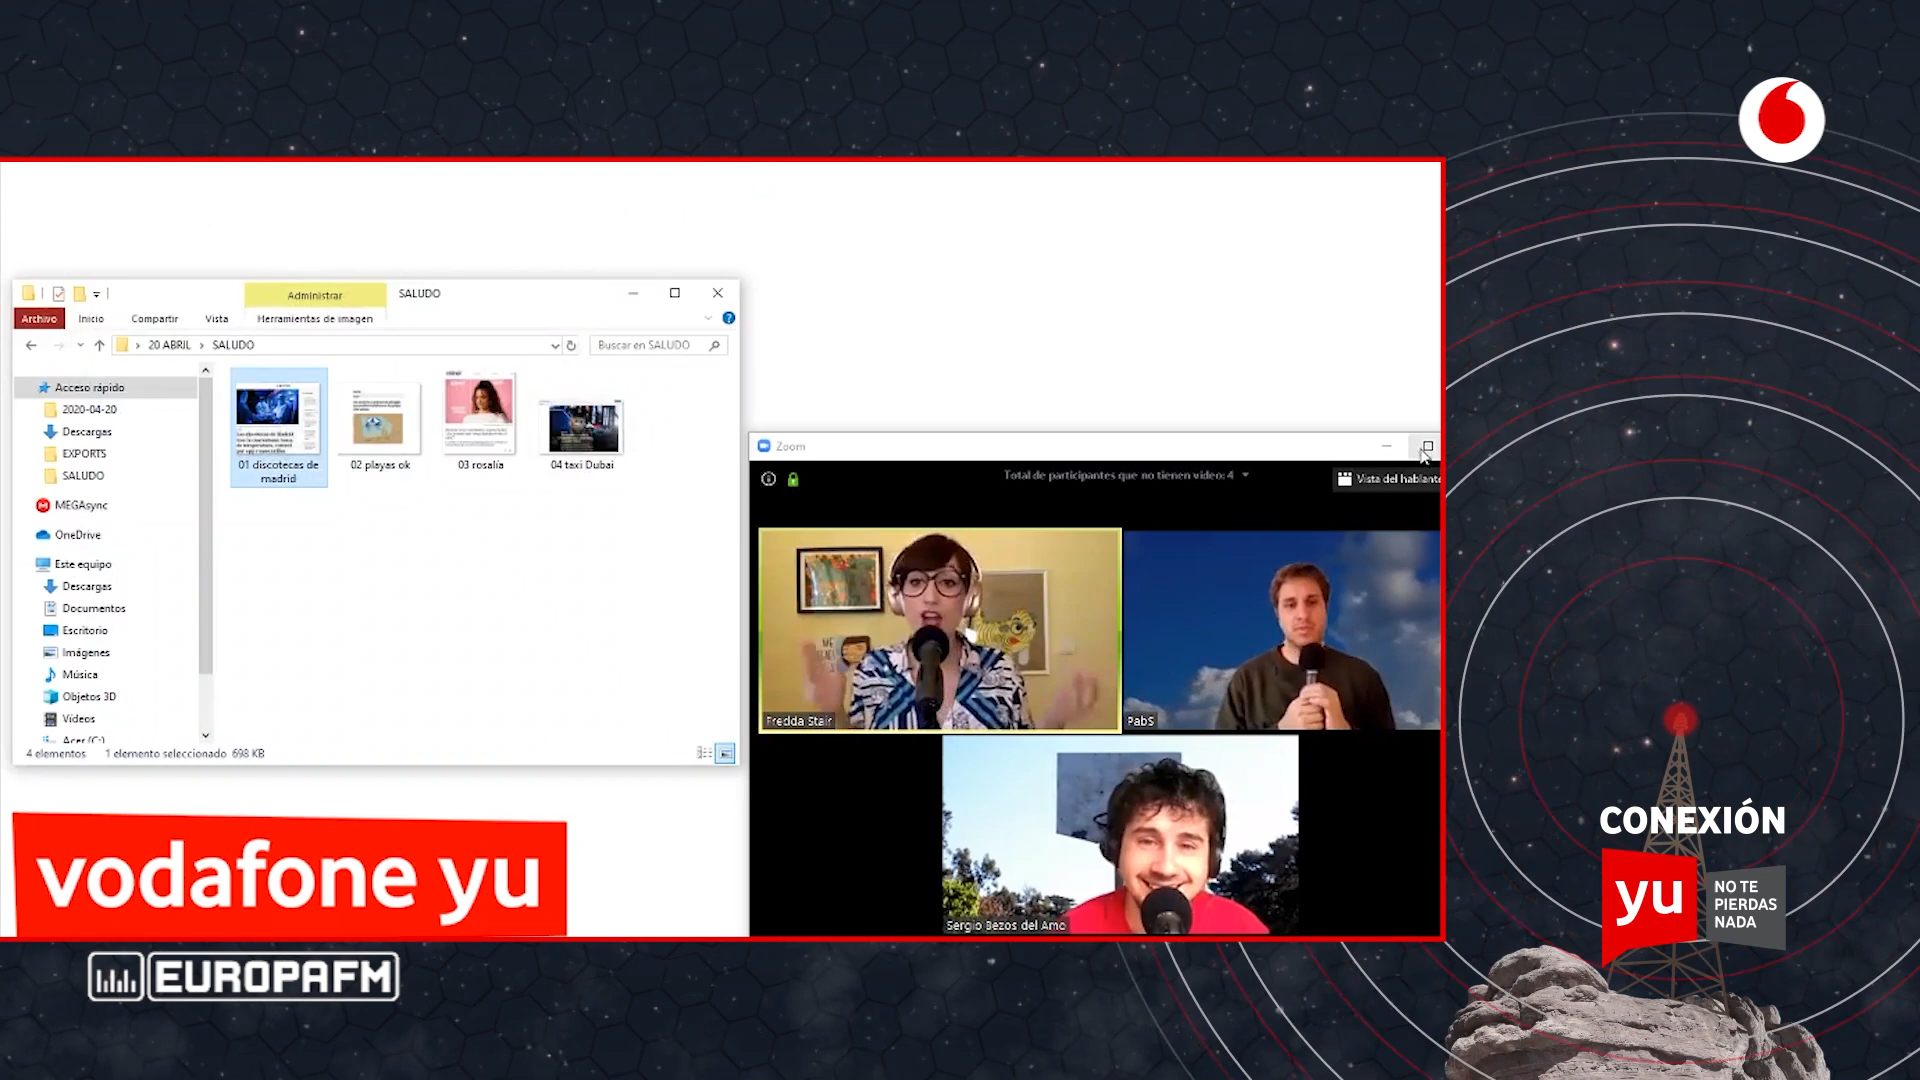 Administrar
SALUDO
Archivo
Inicio
Compartir
Vista
Herramientas de imagen
20 ABRIL
SALUDO
Buscar en SALUDO
Acceso rápido
2020-04-20
Descargas
EXPORTS
SALUDO
MEGAsync
OneDrive
Este equipo
Descargas
Documentos
Escritorio
Imágenes
Música
Objetos 3D
Vídeos
Acer (C:)
01 discotecas de
madrid
02 playas ok
03 rosalía
04 taxi Dubai
4 elementos
1 elemento seleccionado 698 KB
Zoom
Total de participantes que no tienen video: 4
Vista del hablante
Fredda Stair
PabS
Sergio Bezos del Amo
vodafone yu
EUROPAFM
CONEXIÓN
yu
NO TE
PIERDAS
NADA